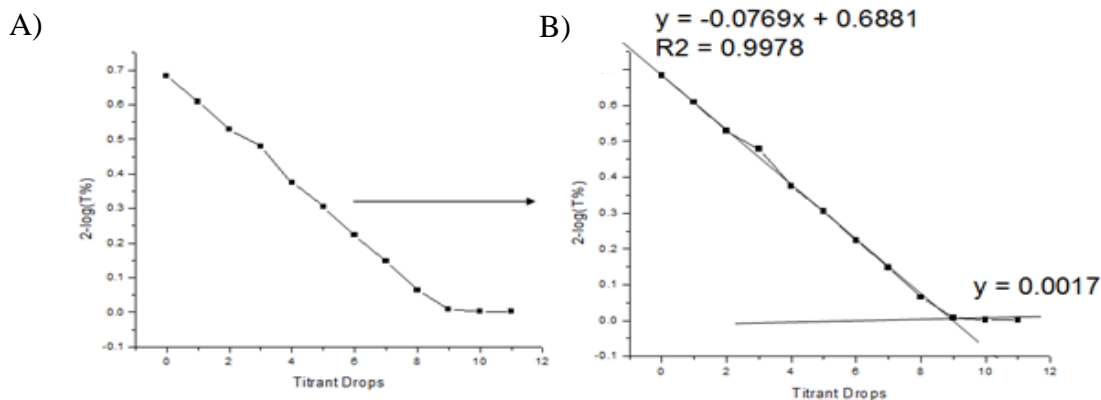 A)
0.7
0.6
0.5
0.4
0.3
0.2
0.1
0.0
-0.1
2-log(T%)
0 2 4 6 8 10 12
Titrant Drops
B)
y = -0.0769x + 0.6881
R2 = 0.9978
0.7
0.6
0.5
0.4
0.3
0.2
0.1
0.0
-0.1
2-log(T%)
y = 0.0017
0 2 4 6 8 10 12
Titrant Drops